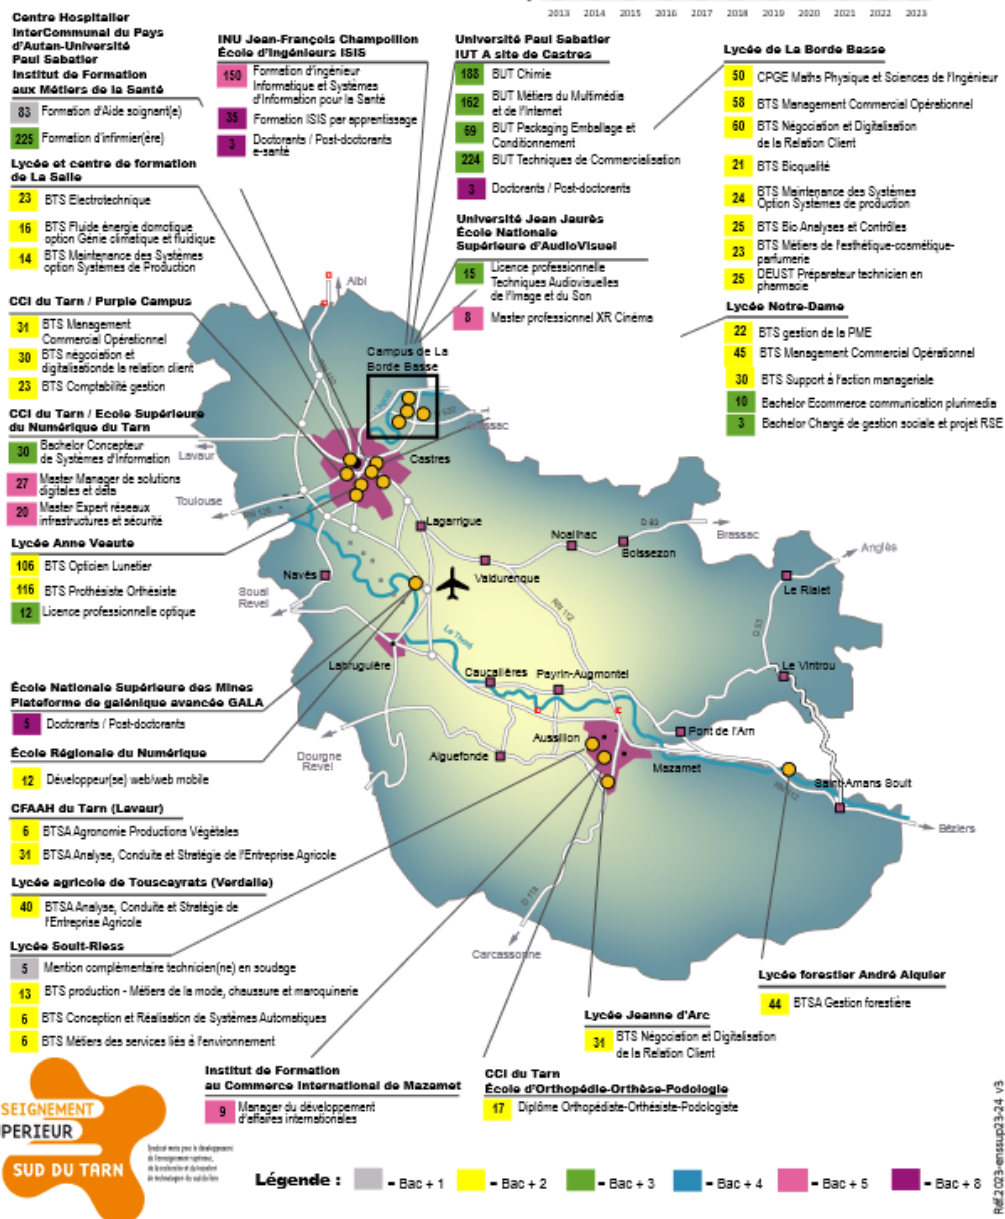 2013 2014 2015 2016 2017 2018 2019 2020 2021 2022 2023
Centre Hospitalier
InterCommunal du Pays
d'Autan-Université
Paul Sabatier
Institut de Formation
aux Métiers de la Santé
83 Formation d'Aide soignant(e)
225 Formation d'infirmier(ère)
Lycée et centre de formation
de La Salle
23 BTS Electrotechnique
16 BTS Fluide énergie domotique
option Génie climatique et fluidique
14 BTS Maintenance des Systèmes
option Systèmes de Production
CCI du Tarn / Purple Campus
31 BTS Management
Commercial Opérationnel
30 BTS négociation et
digitalisationde la relation client
23 BTS Comptabilité gestion
CCI du Tarn / Ecole Supérieure
du Numérique du Tarn
30 Bachelor Concepteur
de Systèmes d'Information
27 Master Manager de solutions
digitales et data
20 Master Expert réseaux
infrastructures et sécurité
Lycée Anne Veaute
106 BTS Opticien Lunetier
116 BTS Prothésiste Orthésiste
12 Licence professionnelle optique
École Nationale Supérieure des Mines
Plateforme de galénique avancée GALA
5 Doctorants / Post-doctorants
École Régionale du Numérique
12 Développeur(se) web/web mobile
CFAAH du Tarn (Lavaur)
6 BTSA Agronomie Productions Végétales
31 BTSA Analyse, Conduite et Stratégie de l'Entreprise Agricole
Lycée agricole de Touscayrats (Verdalle)
40 BTSA Analyse, Conduite et Stratégie de
l'Entreprise Agricole
Lycée Soult-Riess
5 Mention complémentaire technicien(ne) en soudage
13 BTS production - Métiers de la mode, chaussure et maroquinerie
6 BTS Conception et Réalisation de Systèmes Automatiques
6 BTS Métiers des services liés à l'environnement
INU Jean-François Champollion
École d'Ingénieurs ISIS
150 Formation d'ingénieur
Informatique et Systèmes
d'Information pour la Santé
35 Formation ISIS par apprentissage
3 Doctorants / Post-doctorants
e-santé
Université Paul Sabatier
IUT A site de Castres
188 BUT Chimie
162 BUT Métiers du Multimédia
et de l'Internet
69 BUT Packaging Emballage et
Conditionnement
224 BUT Techniques de Commercialisation
3 Doctorants / Post-doctorants
Université Jean Jaurès
École Nationale
Supérieure d'AudioVisuel
15 Licence professionnelle
Techniques Audiovisuelles
de l'Image et du Son
8 Master professionnel XR Cinéma
Lycée de La Borde Basse
50 CPGE Maths Physique et Sciences de l'Ingénieur
58 BTS Management Commercial Opérationnel
60 BTS Négociation et Digitalisation
de la Relation Client
21 BTS Bioqualité
24 BTS Maintenance des Systèmes
Option Systèmes de production
25 BTS Bio Analyses et Contrôles
23 BTS Métiers de l'esthétique-cosmétique-
parfumerie
25 DEUST Préparateur technicien en
pharmacie
Lycée Notre-Dame
22 BTS gestion de la PME
45 BTS Management Commercial Opérationnel
30 BTS Support à l'action manageriale
10 Bachelor Ecommerce communication plurimedia
3 Bachelor Chargé de gestion sociale et projet RSE
Albi
Campus de La
Borde Basse
Brassac
Lavaur
Castres
Toulouse
Lagarrigue
Noailhac
D 83
Brassac
Boissezon
Anglès
Navès
Valdurenque
Le Rialet
Soual
Revel
RN 112
D 53
Le Thoré
Labruguière
Caucalières
Payrin-Augmontel
Le Vintrou
Dourgne
Revel
Aussillon
Pont de l'Arn
Aiguefonde
Mazamet
Saint-Amans Soult
RN 112
Béziers
D 118
Carcassonne
Lycée forestier André Alquier
44 BTSA Gestion forestière
Lycée Jeanne d'Arc
31 BTS Négociation et Digitalisation
de la Relation Client
Institut de Formation
au Commerce International de Mazamet
9 Manager du développement
d'affaires internationales
CCI du Tarn
École d'Orthopédie-Orthèse-Podologie
17 Diplôme Orthopédiste-Orthésiste-Podologiste
SEIGNEMENT
PERIEUR
SUD DU TARN
Légende : = Bac + 1 = Bac + 2 = Bac + 3 = Bac + 4 = Bac + 5 = Bac + 8
Réf.2023-enssup23-24 v3